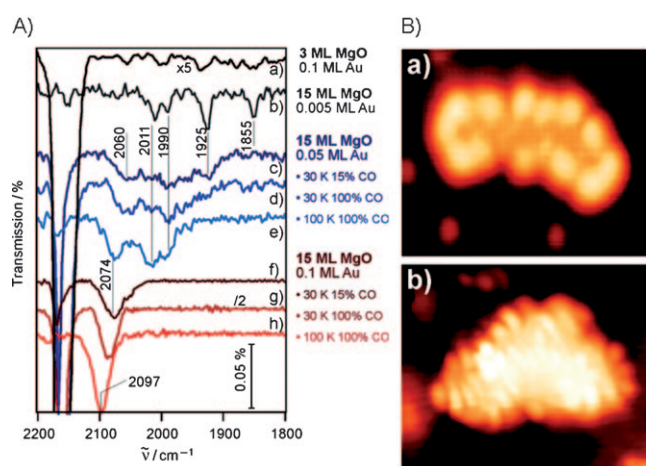 A)
B)
3 ML MgO
0.1 ML Au
x5
a)
15 ML MgO
0.005 ML Au
b)
2060
2011
1990
1925
1855
15 ML MgO
0.05 ML Au
c)
• 30 K 15% CO
d)
• 30 K 100% CO
e)
• 100 K 100% CO
2074
f)
15 ML MgO
0.1 ML Au
/2
g)
• 30 K 15% CO
• 30 K 100% CO
h)
• 100 K 100% CO
0.05 %
2097
Transmission / %
2200
2100
2000
1900
1800
ṽ / cm⁻¹
a)
b)